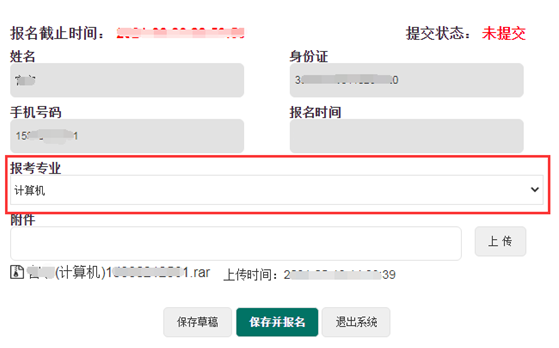 报名截止时间： 提交状态： 未提交
姓名 身份证
手机号码 报名时间
报考专业
计算机
附件
上 传
(计算机) .rar 上传时间： 39
保存草稿 保存并报名 退出系统